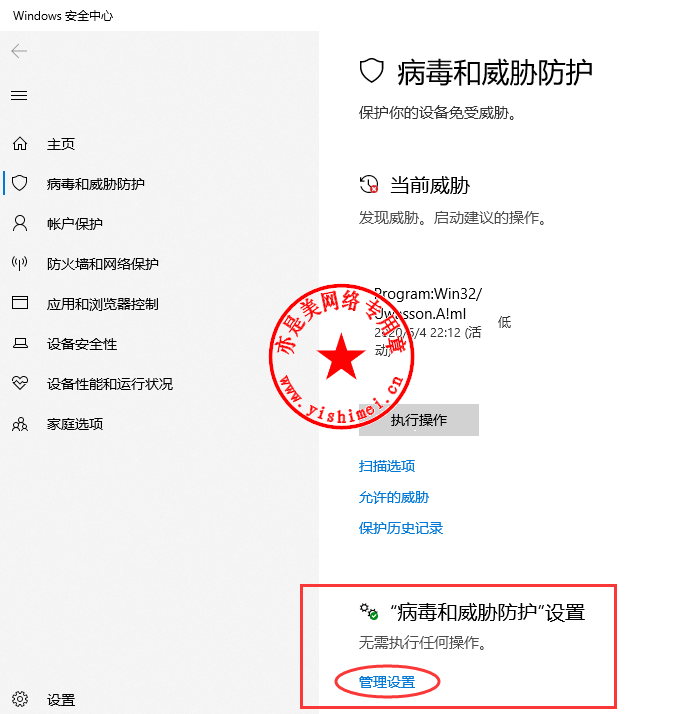 Windows 安全中心
主页
病毒和威胁防护
帐户保护
防火墙和网络保护
应用和浏览器控制
设备安全性
设备性能和运行状况
家庭选项
设置
病毒和威胁防护
保护你的设备免受威胁。
当前威胁
发现威胁。启动建议的操作。
Program:Win32/
Uwasson.A!ml
低
2020/5/4 22:12 (活
动)
亦是美网络专用章
www.yishimei.cn
执行操作
扫描选项
允许的威胁
保护历史记录
“病毒和威胁防护”设置
无需执行任何操作。
管理设置